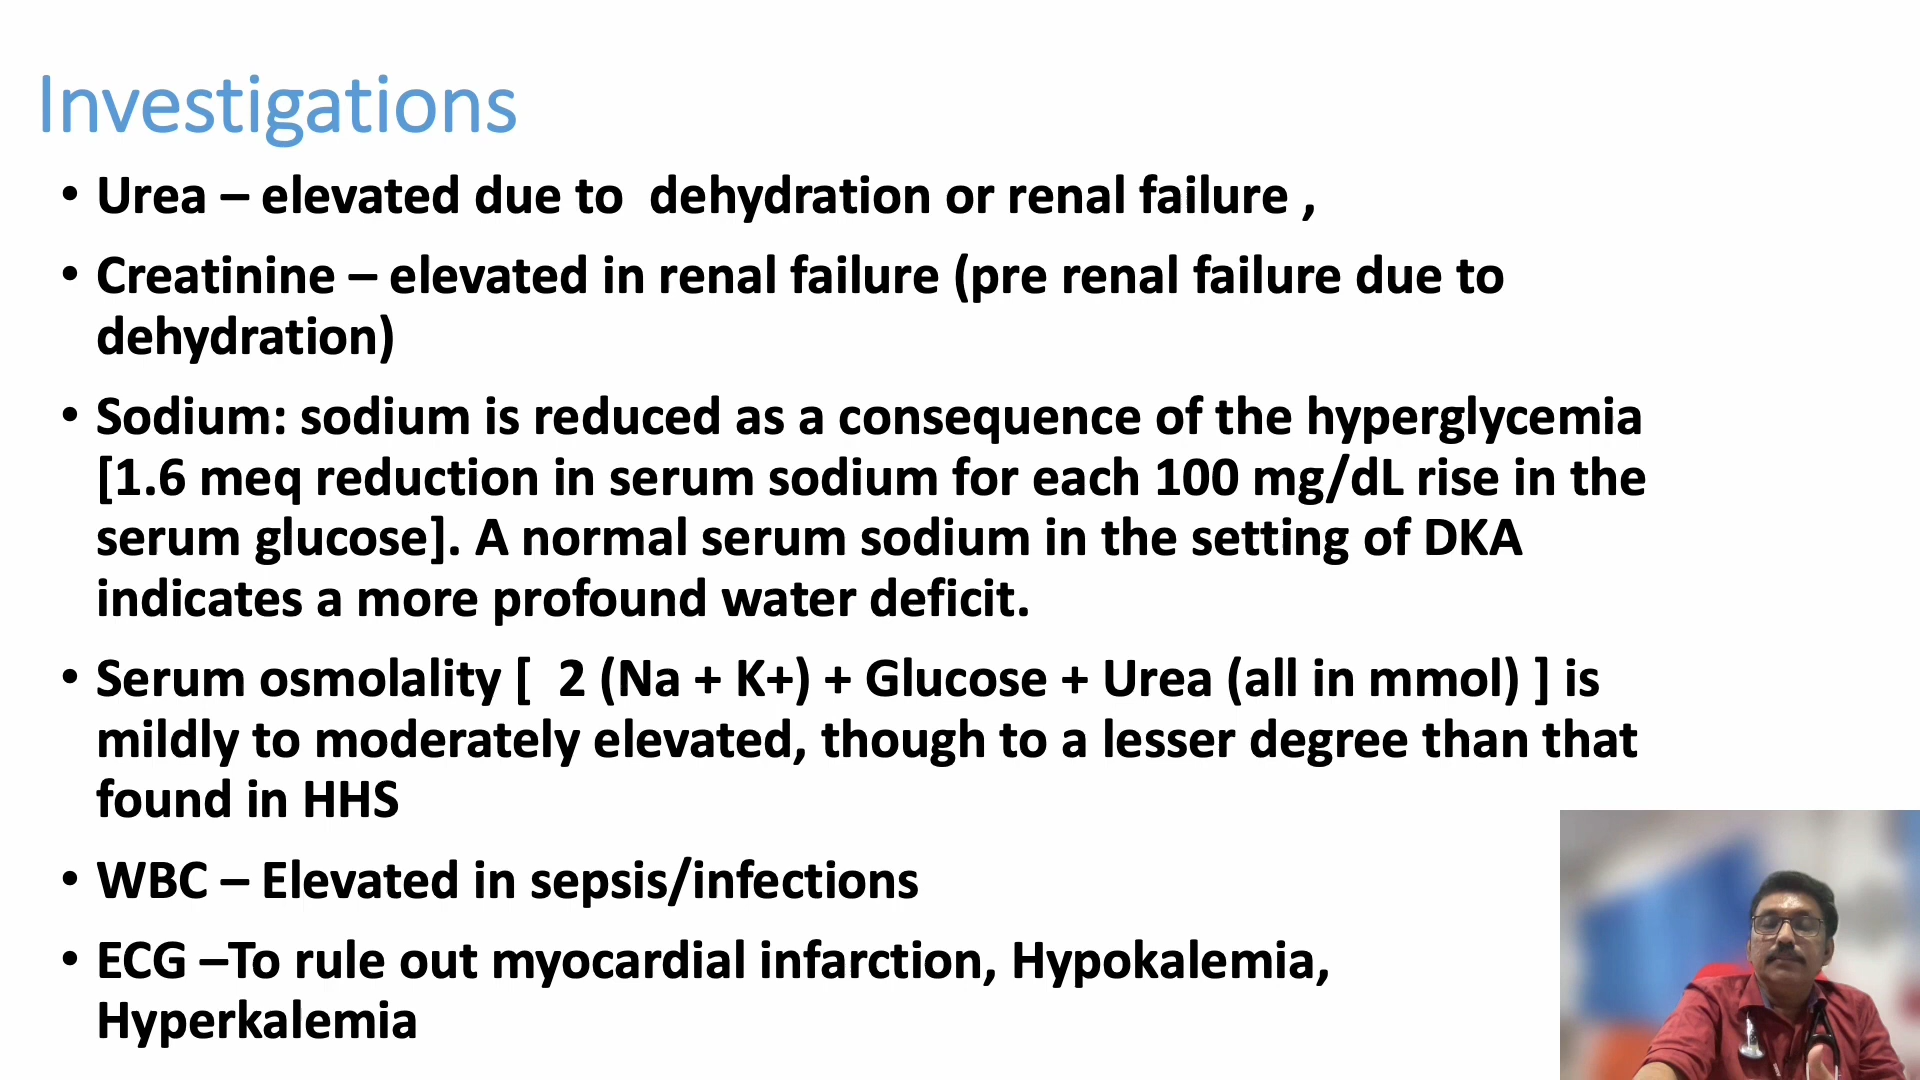 Investigations
• Urea – elevated due to  dehydration or renal failure ,
• Creatinine – elevated in renal failure (pre renal failure due to
dehydration)
• Sodium: sodium is reduced as a consequence of the hyperglycemia
[1.6 meq reduction in serum sodium for each 100 mg/dL rise in the
serum glucose]. A normal serum sodium in the setting of DKA
indicates a more profound water deficit.
• Serum osmolality [  2 (Na + K+) + Glucose + Urea (all in mmol) ] is
mildly to moderately elevated, though to a lesser degree than that
found in HHS
• WBC – Elevated in sepsis/infections
• ECG –To rule out myocardial infarction, Hypokalemia,
Hyperkalemia